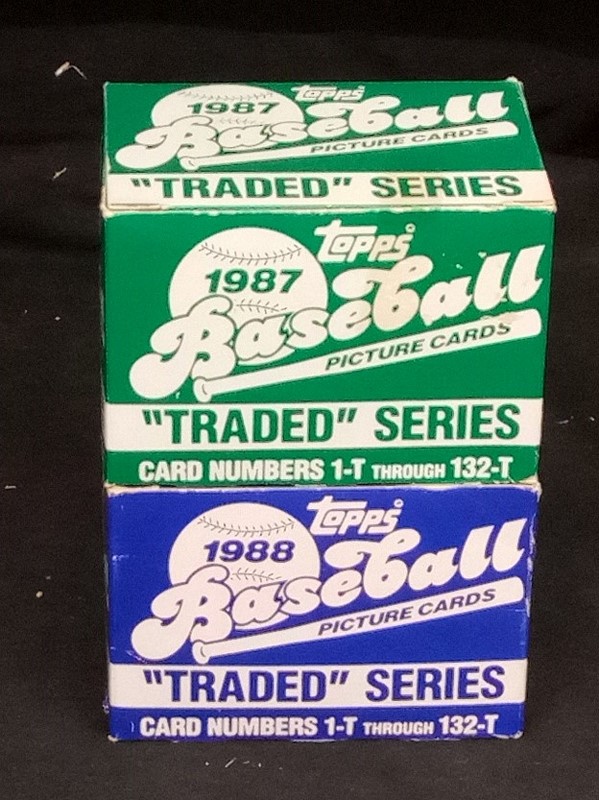 topps
1987
Baseball
PICTURE CARDS
"TRADED" SERIES
topps
1987
Baseball
PICTURE CARDS
"TRADED" SERIES
CARD NUMBERS 1-T THROUGH 132-T
topps
1988
Baseball
PICTURE CARDS
"TRADED" SERIES
CARD NUMBERS 1-T THROUGH 132-T